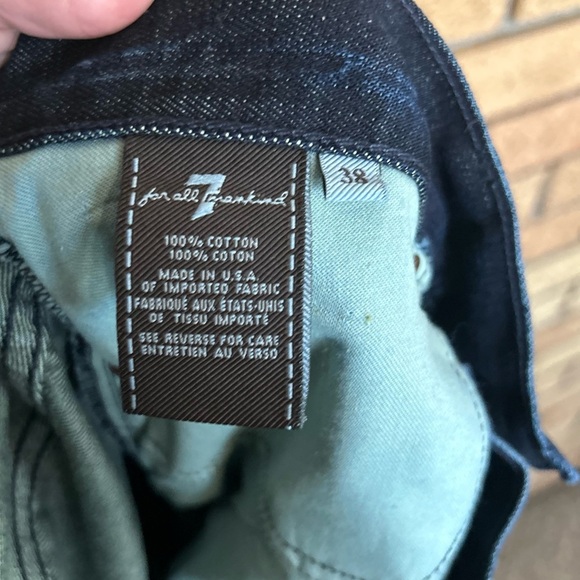 7
for all mankind
38
100% COTTON
100% COTON
MADE IN U.S.A.
OF IMPORTED FABRIC
FABRIQUÉ AUX ÉTATS-UNIS
DE TISSU IMPORTÉ
SEE REVERSE FOR CARE
ENTRETIEN AU VERSO